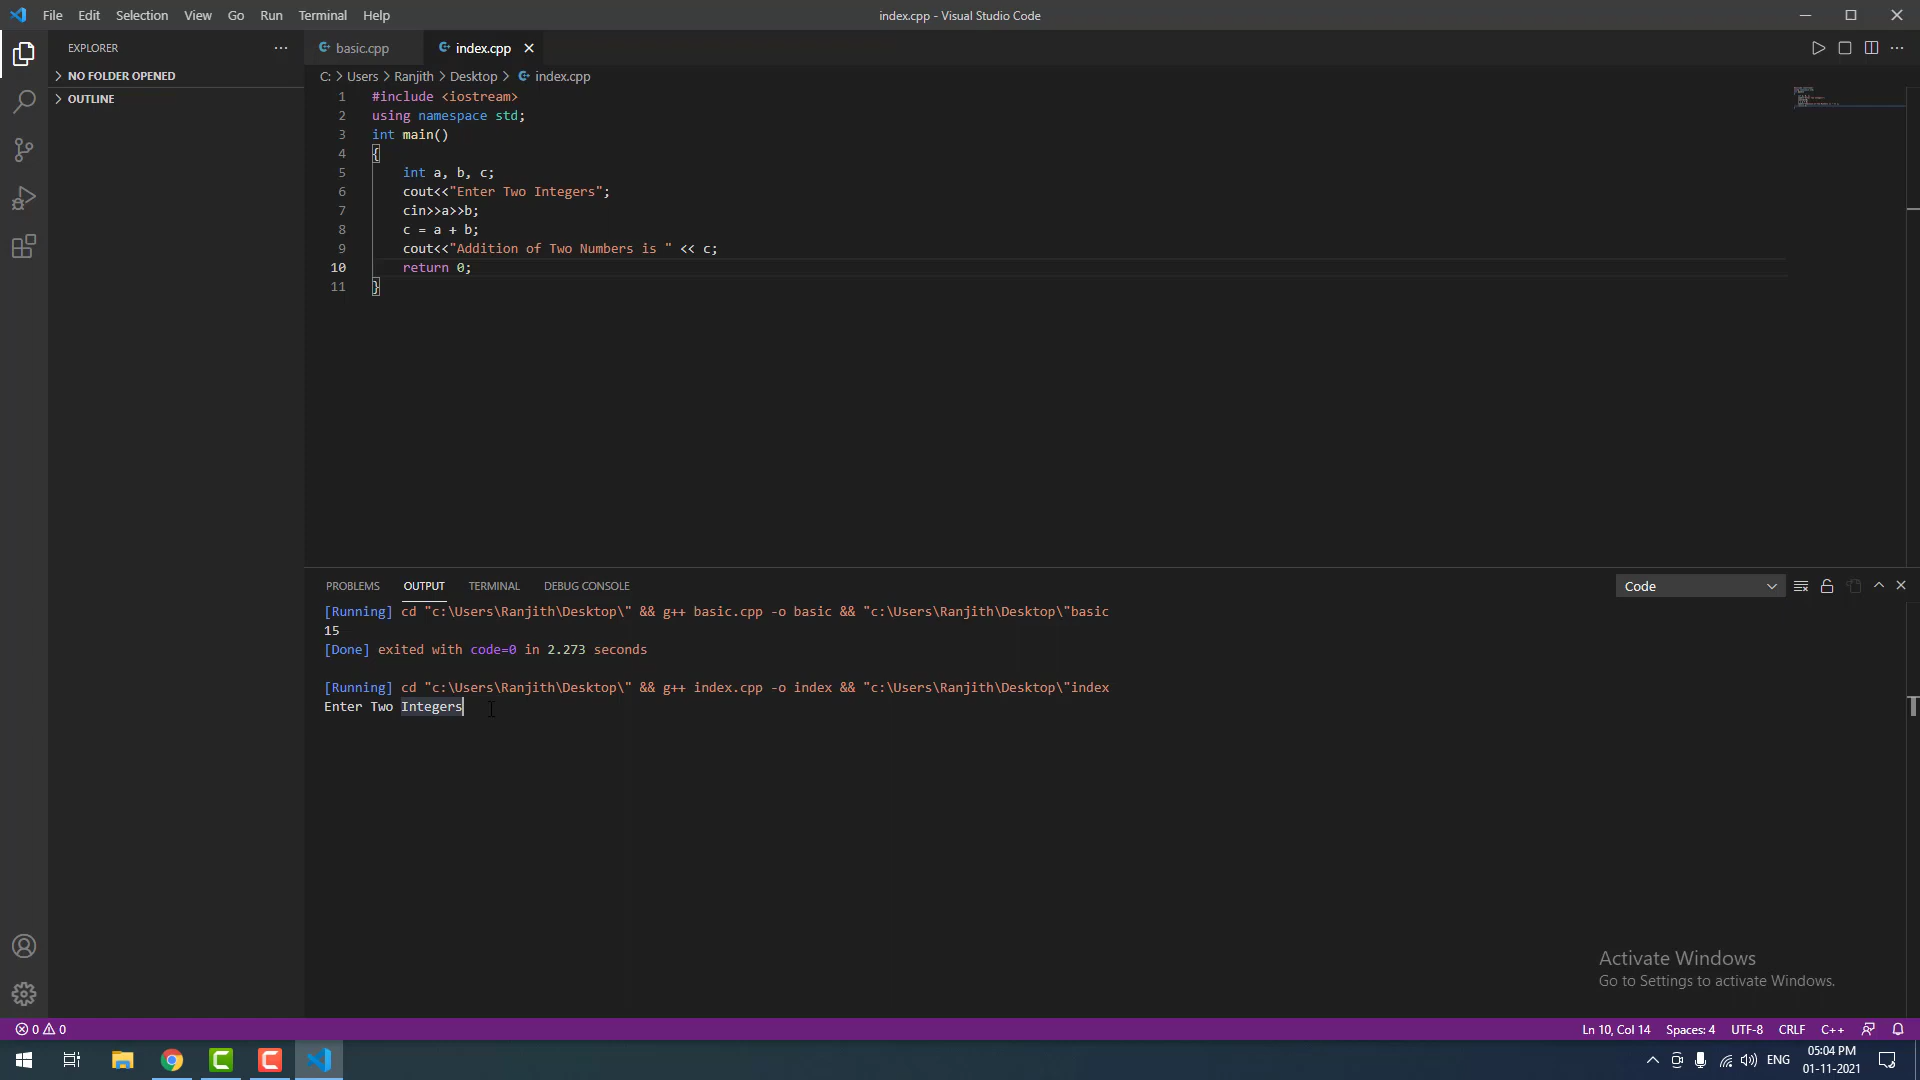 File Edit Selection View Go Run Terminal Help
index.cpp - Visual Studio Code
EXPLORER
NO FOLDER OPENED
OUTLINE
basic.cpp index.cpp
C: > Users > Ranjith > Desktop > index.cpp
1 #include <iostream>
2 using namespace std;
3 int main()
4 {
5 int a, b, c;
6 cout<<"Enter Two Integers";
7 cin>>a>>b;
8 c = a + b;
9 cout<<"Addition of Two Numbers is " << c;
10 return 0;
11 }
PROBLEMS OUTPUT TERMINAL DEBUG CONSOLE
Code
[Running] cd "c:\Users\Ranjith\Desktop\" && g++ basic.cpp -o basic && "c:\Users\Ranjith\Desktop\"basic
15
[Done] exited with code=0 in 2.273 seconds
[Running] cd "c:\Users\Ranjith\Desktop\" && g++ index.cpp -o index && "c:\Users\Ranjith\Desktop\"index
Enter Two Integers
Activate Windows
Go to Settings to activate Windows.
0 0
Ln 10, Col 14 Spaces: 4 UTF-8 CRLF C++
ENG
05:04 PM
01-11-2021